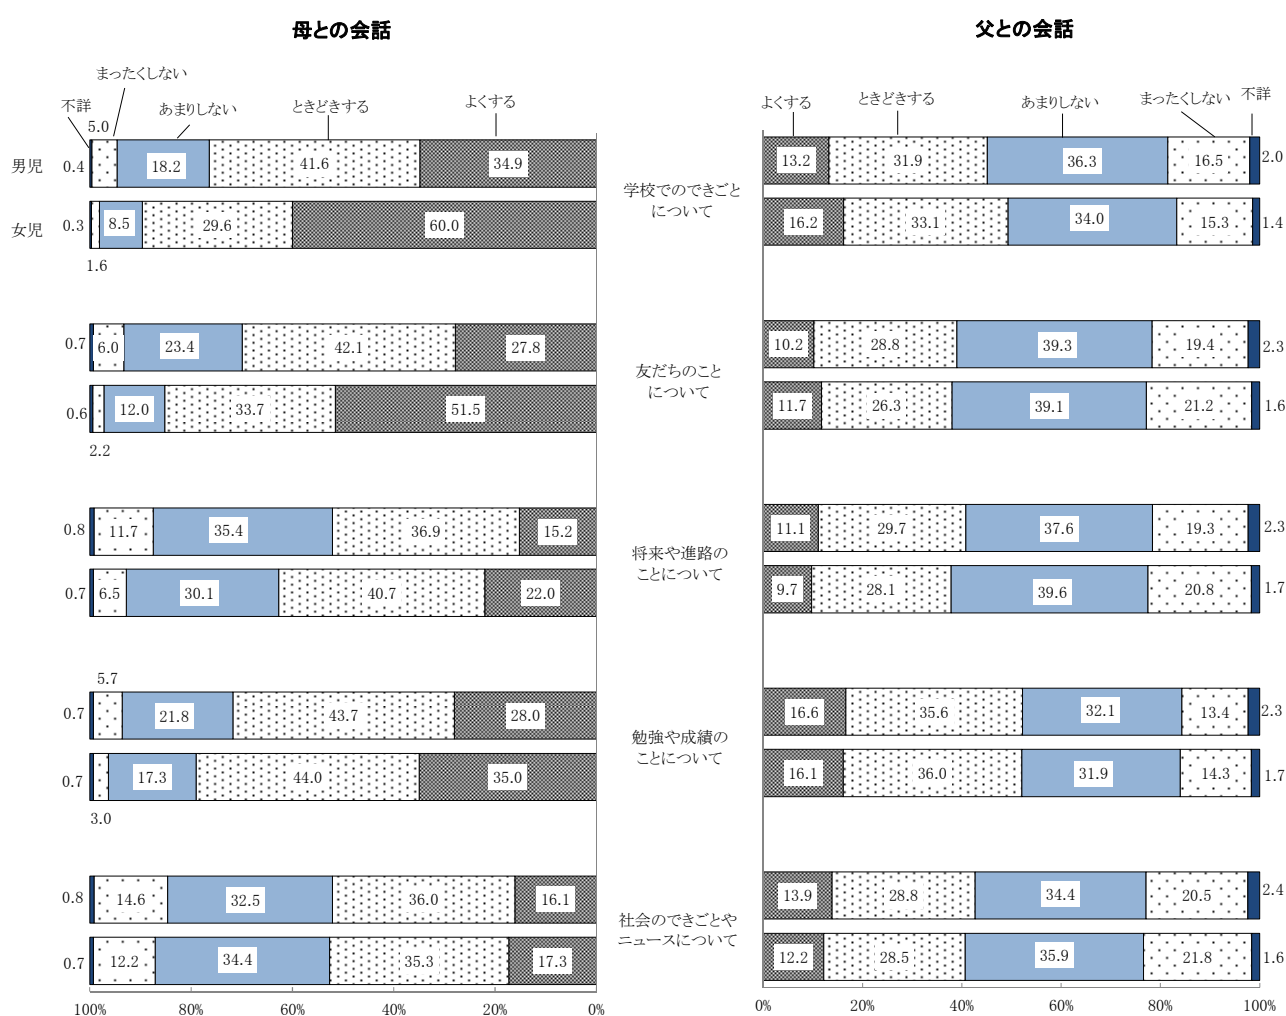 母との会話
父との会話
まったくしない
不詳
あまりしない
ときどきする
よくする
よくする
ときどきする
あまりしない
まったくしない
不詳
5.0
男児 0.4 18.2 41.6 34.9
女児 0.3 8.5 29.6 60.0
1.6
学校でのできごと
について
13.2 31.9 36.3 16.5 2.0
16.2 33.1 34.0 15.3 1.4
0.7 6.0 23.4 42.1 27.8
0.6 12.0 33.7 51.5
2.2
友だちのこと
について
10.2 28.8 39.3 19.4 2.3
11.7 26.3 39.1 21.2 1.6
0.8 11.7 35.4 36.9 15.2
0.7 6.5 30.1 40.7 22.0
将来や進路の
ことについて
11.1 29.7 37.6 19.3 2.3
9.7 28.1 39.6 20.8 1.7
5.7
0.7 21.8 43.7 28.0
0.7 17.3 44.0 35.0
3.0
勉強や成績の
ことについて
16.6 35.6 32.1 13.4 2.3
16.1 36.0 31.9 14.3 1.7
0.8 14.6 32.5 36.0 16.1
0.7 12.2 34.4 35.3 17.3
社会のできごとや
ニュースについて
13.9 28.8 34.4 20.5 2.4
12.2 28.5 35.9 21.8 1.6
100% 80% 60% 40% 20% 0%
0% 20% 40% 60% 80% 100%